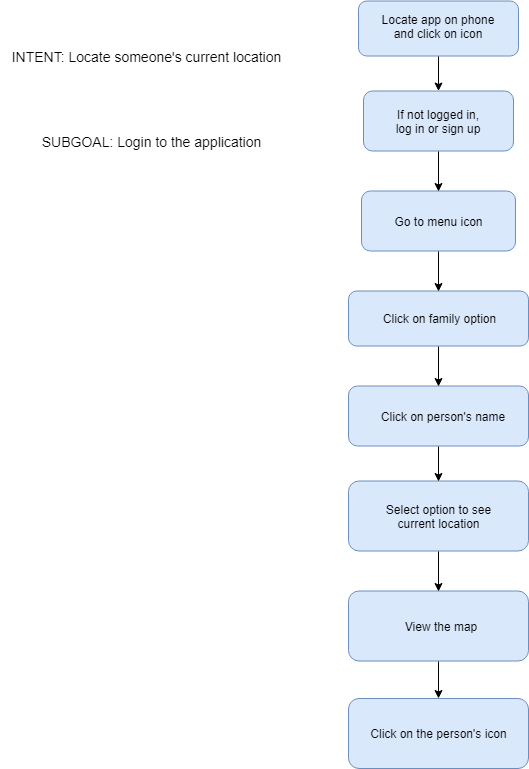 Locate app on phone
and click on icon
INTENT: Locate someone's current location
If not logged in,
log in or sign up
SUBGOAL: Login to the application
Go to menu icon
Click on family option
Click on person's name
Select option to see
current location
View the map
Click on the person's icon